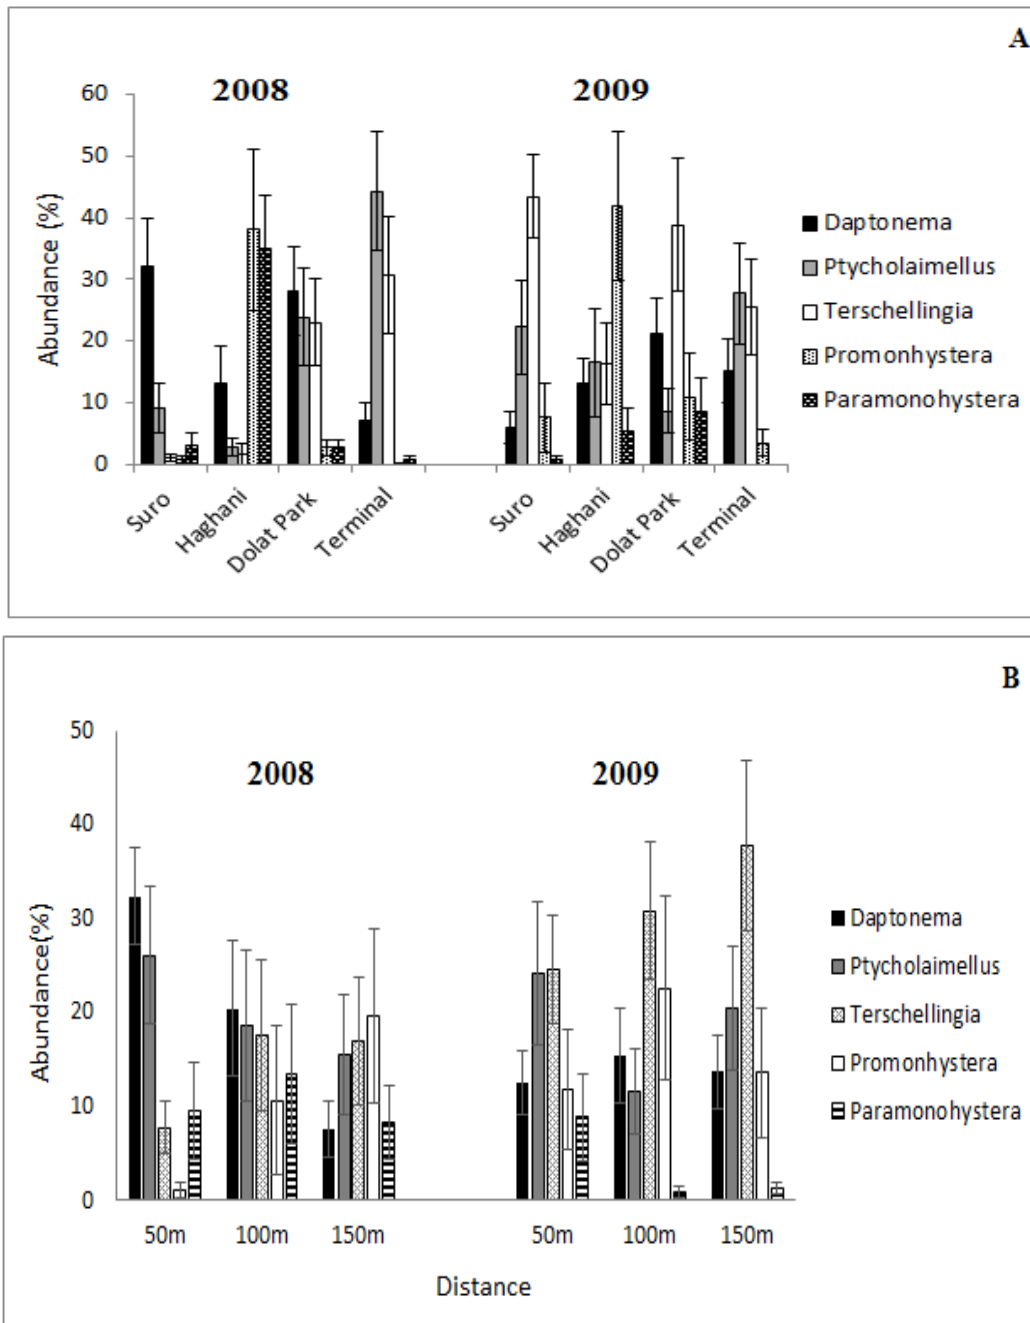 A
2008 2009
60
50
40
30
20
10
0
Abundance (%)
Suro Haghani Dolat Park Terminal Suro Haghani Dolat Park Terminal
Daptonema
Ptycholaimellus
Terschellingia
Promonhystera
Paramonohystera
B
2008 2009
50
40
30
20
10
0
Abundance(%)
50m 100m 150m 50m 100m 150m
Distance
Daptonema
Ptycholaimellus
Terschellingia
Promonhystera
Paramonohystera